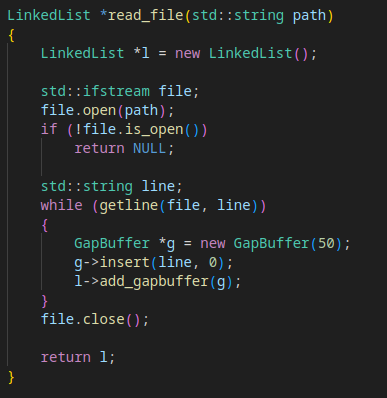 LinkedList *read_file(std::string path)
{
    LinkedList *l = new LinkedList();

    std::ifstream file;
    file.open(path);
    if (!file.is_open())
        return NULL;

    std::string line;
    while (getline(file, line))
    {
        GapBuffer *g = new GapBuffer(50);
        g->insert(line, 0);
        l->add_gapbuffer(g);
    }
    file.close();

    return l;
}